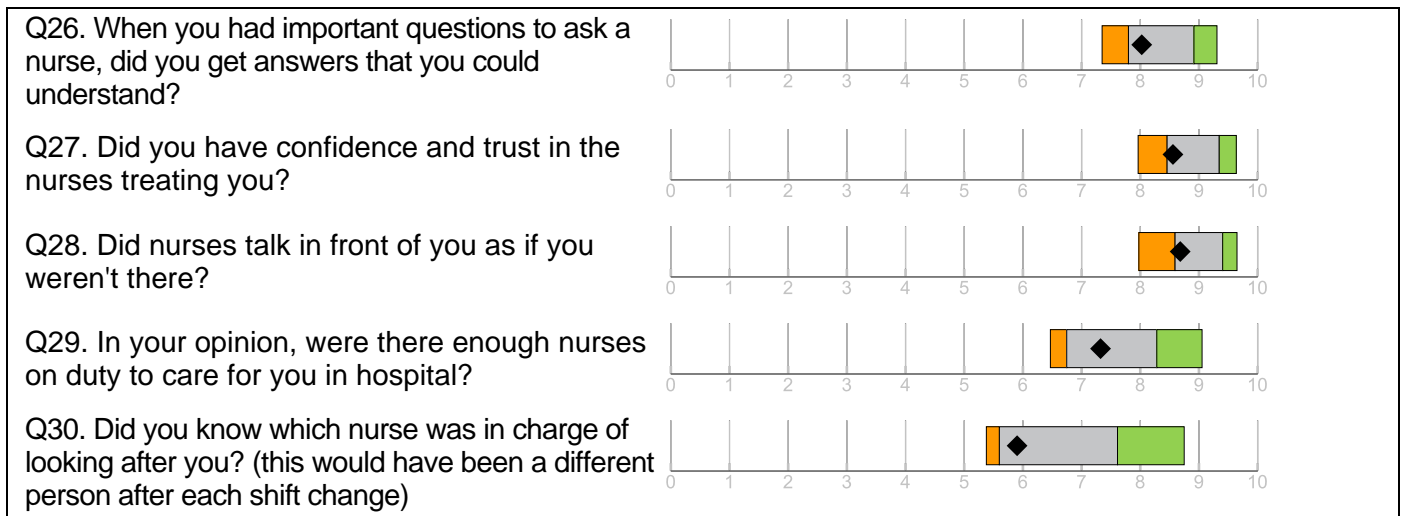 Q26. When you had important questions to ask a
nurse, did you get answers that you could
understand?
0 1 2 3 4 5 6 7 8 9 10
Q27. Did you have confidence and trust in the
nurses treating you?
0 1 2 3 4 5 6 7 8 9 10
Q28. Did nurses talk in front of you as if you
weren't there?
0 1 2 3 4 5 6 7 8 9 10
Q29. In your opinion, were there enough nurses
on duty to care for you in hospital?
0 1 2 3 4 5 6 7 8 9 10
Q30. Did you know which nurse was in charge of
looking after you? (this would have been a different
person after each shift change)
0 1 2 3 4 5 6 7 8 9 10